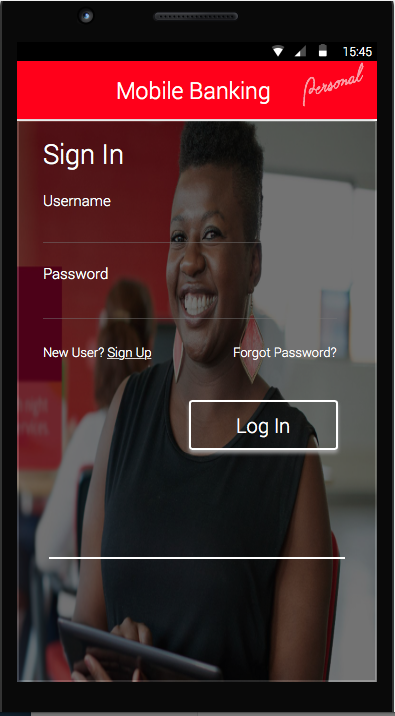 15:45
Mobile Banking
Personal
Sign In
Username
Password
New User? Sign Up
Forgot Password?
Log In